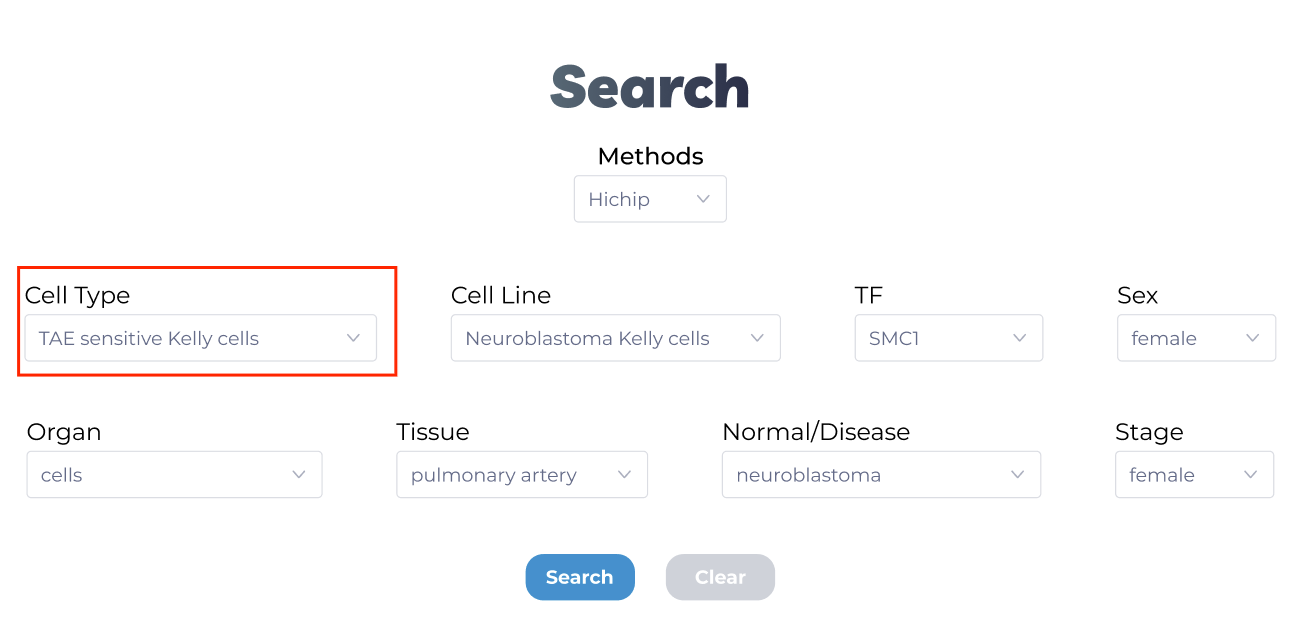 Search
Methods
Hichip
Cell Type
Cell Line
TF
Sex
TAE sensitive Kelly cells
Neuroblastoma Kelly cells
SMC1
female
Organ
Tissue
Normal/Disease
Stage
cells
pulmonary artery
neuroblastoma
female
Search
Clear